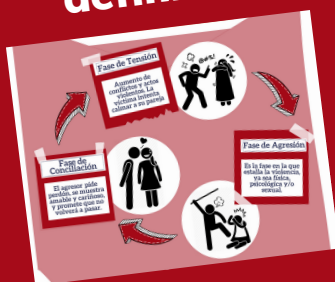 Fase de Tensión
Aumento de
conflictos y actos
violentos. La
víctima intenta
calmar a su pareja.
Fase de Agresión
Es la fase en la que
estalla la violencia,
ya sea física,
psicológica y/o
sexual.
Fase de
Conciliación
El agresor pide
perdón, se muestra
amable y cariñoso,
y promete que no
volverá a pasar.